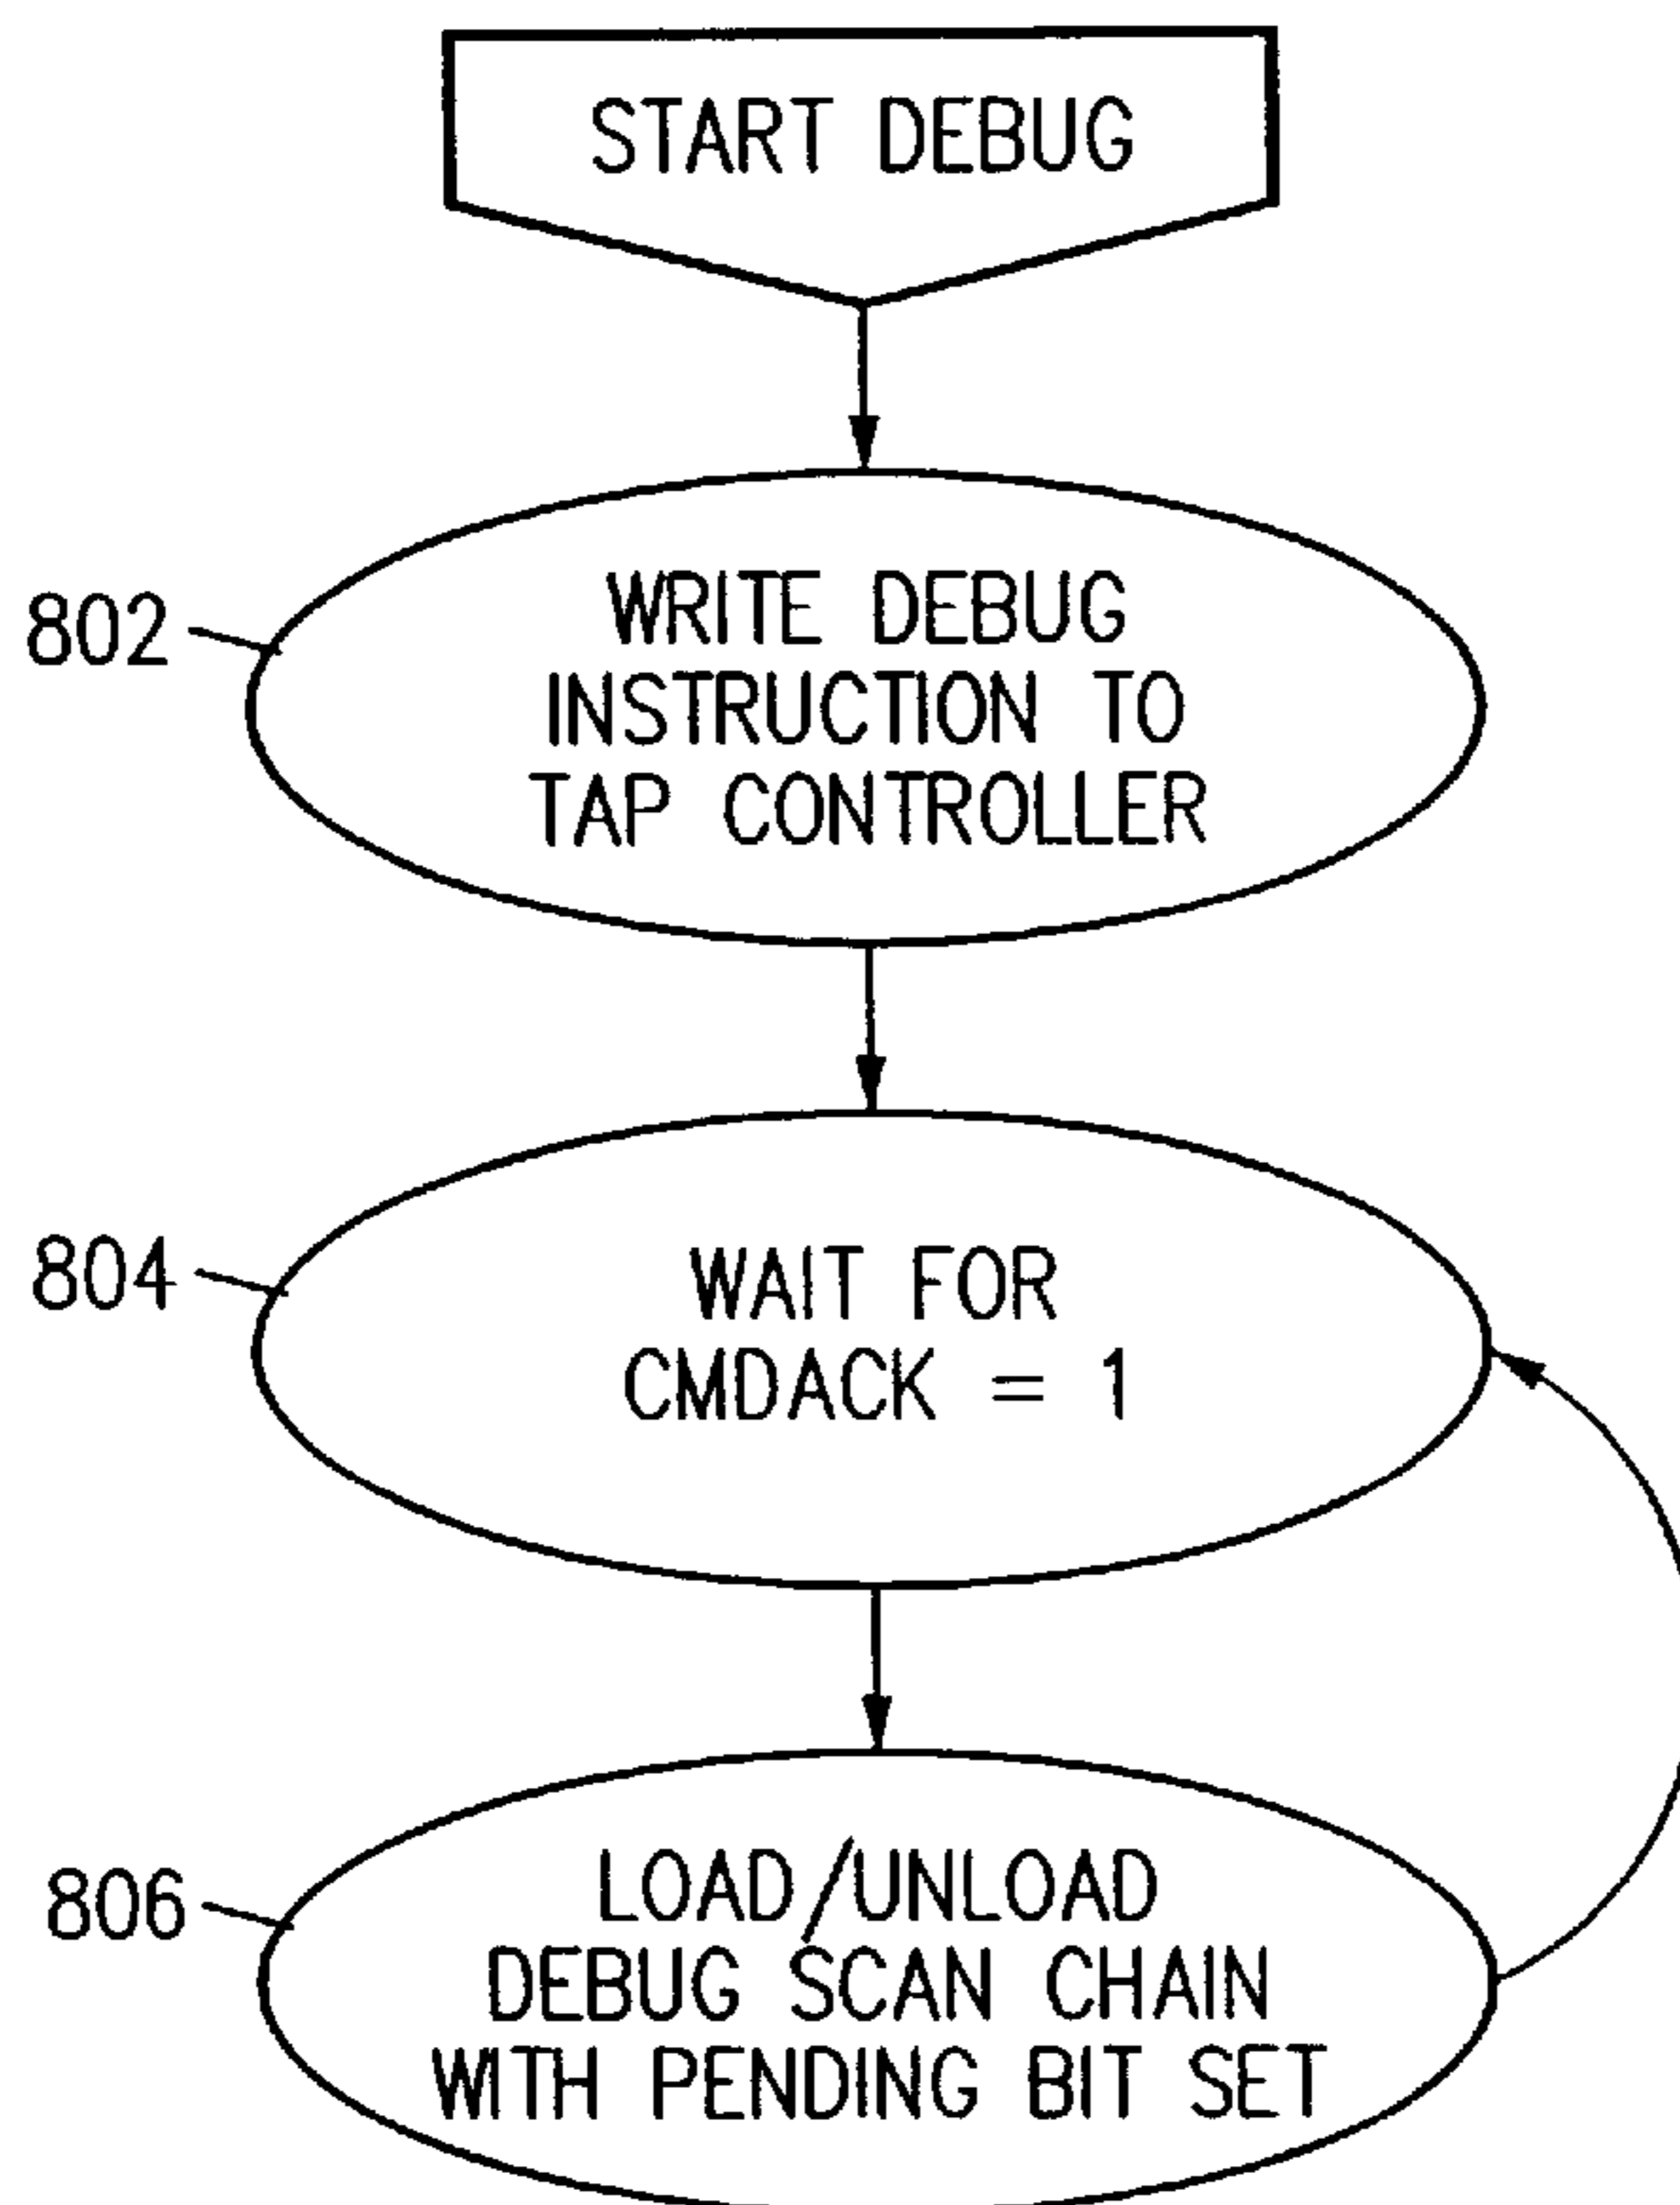 START DEBUG
802
WRITE DEBUG
INSTRUCTION TO
TAP CONTROLLER
804
WAIT FOR
CMDACK = 1
806
LOAD/UNLOAD
DEBUG SCAN CHAIN
WITH PENDING BIT SET